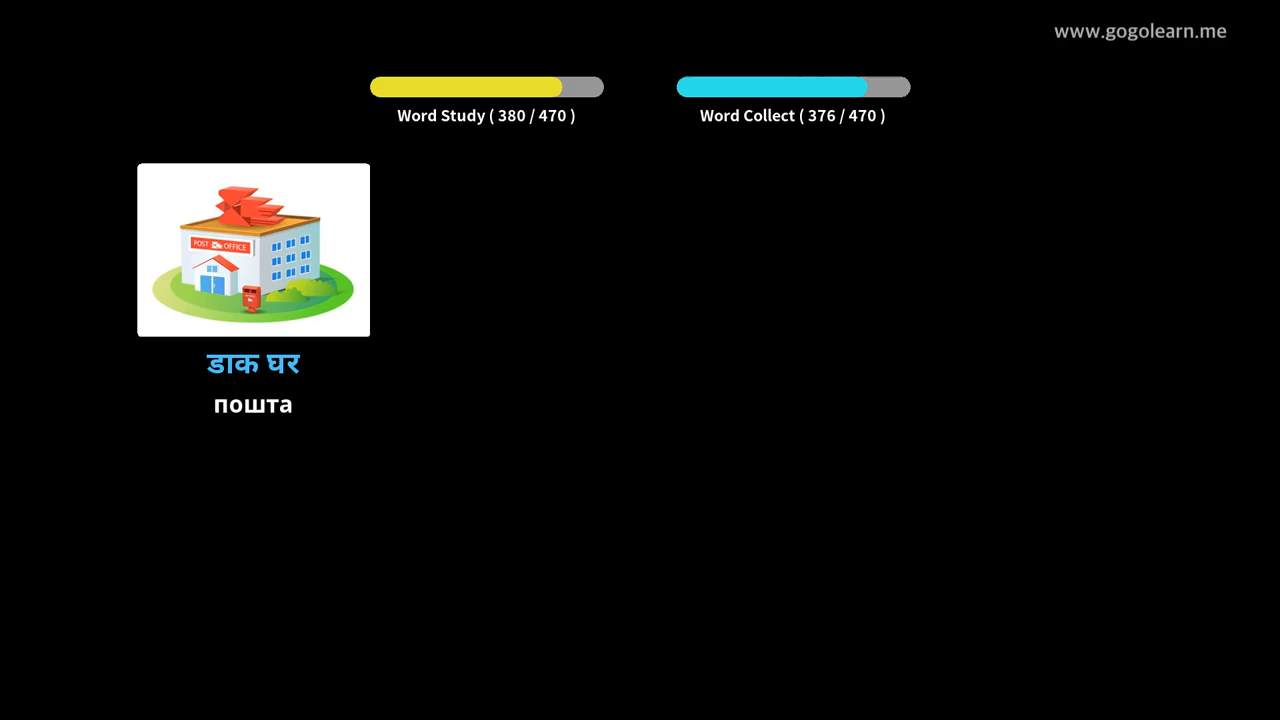 www.gogolearn.me
Word Study ( 380 / 470 )
Word Collect ( 376 / 470 )
POST OFFICE
डाक घर
пошта